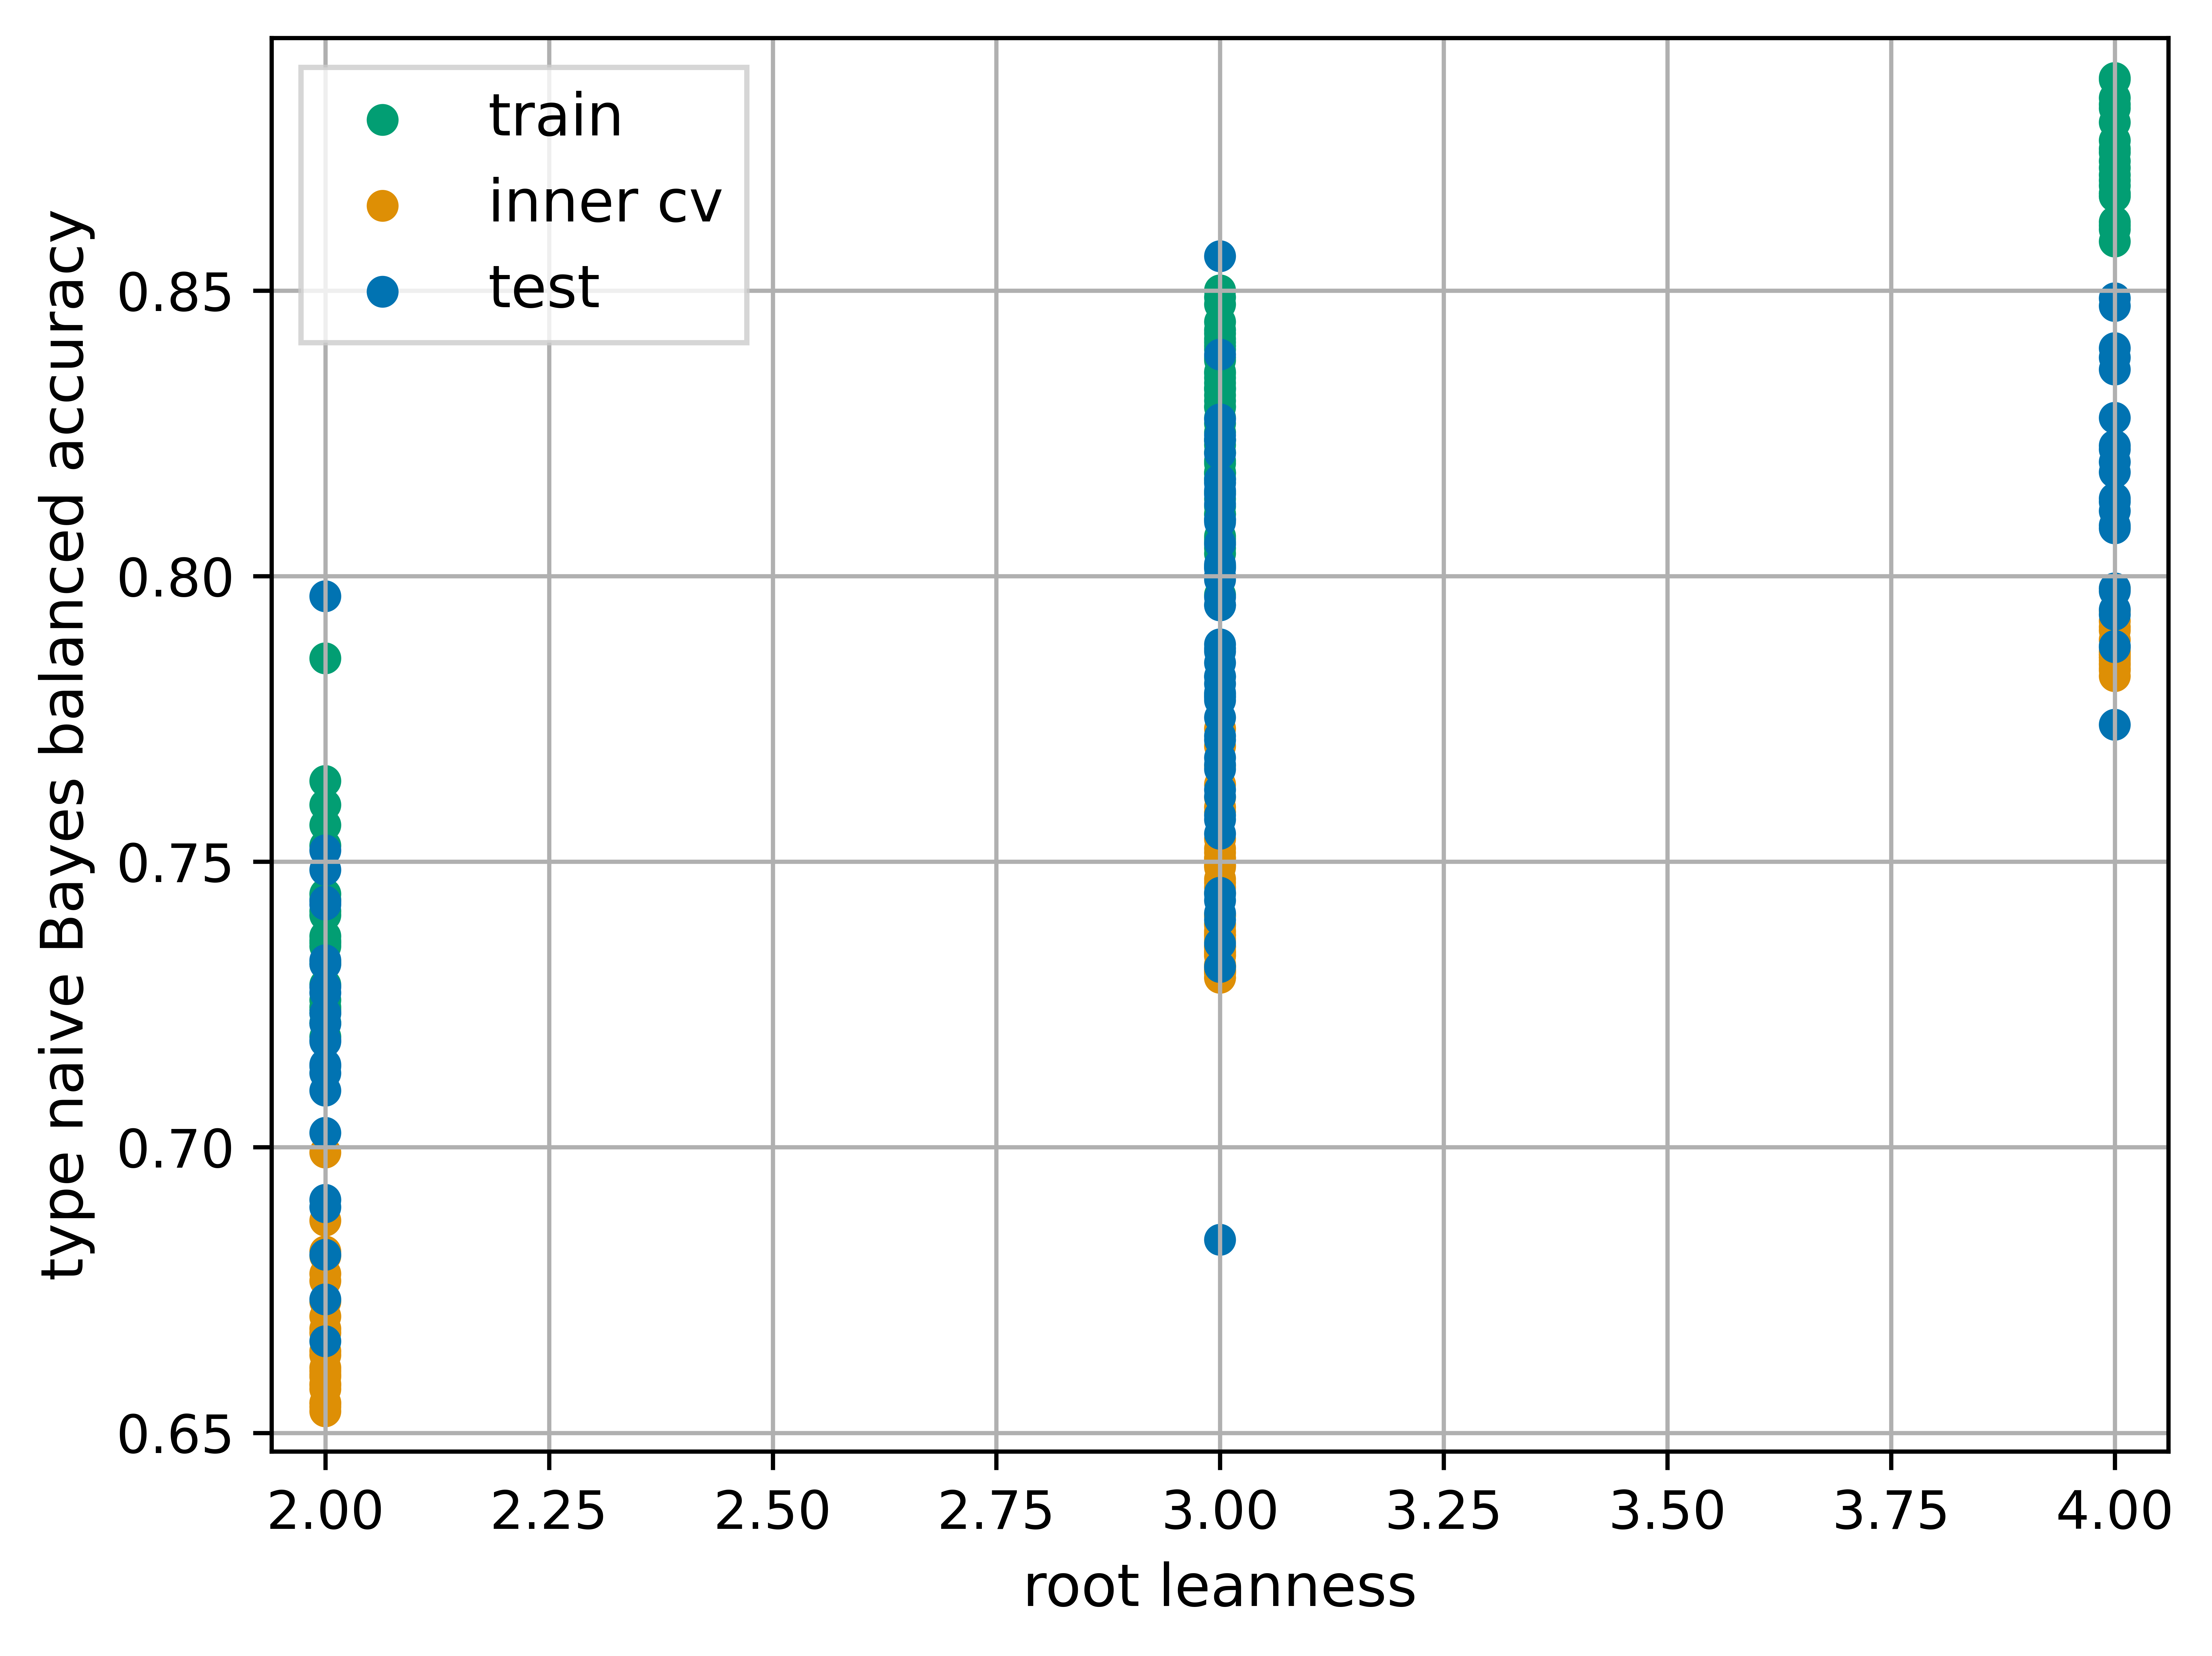 train
inner cv
test
type naive Bayes balanced accuracy
0.85
0.80
0.75
0.70
0.65
2.00 2.25 2.50 2.75 3.00 3.25 3.50 3.75 4.00
root leanness